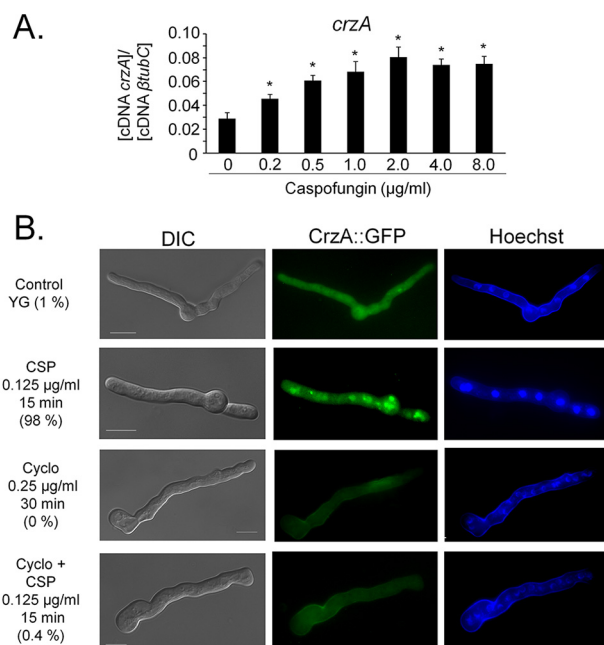 A.
crzA
[cDNA crzA]/
[cDNA βtubC]
0.10
0.08
0.06
0.04
0.02
0
* * * * * *
0 0.2 0.5 1.0 2.0 4.0 8.0
Caspofungin (µg/ml)
B.
DIC CrzA::GFP Hoechst
Control
YG (1 %)
CSP
0.125 µg/ml
15 min
(98 %)
Cyclo
0.25 µg/ml
30 min
(0 %)
Cyclo +
CSP
0.125 µg/ml
15 min
(0.4 %)